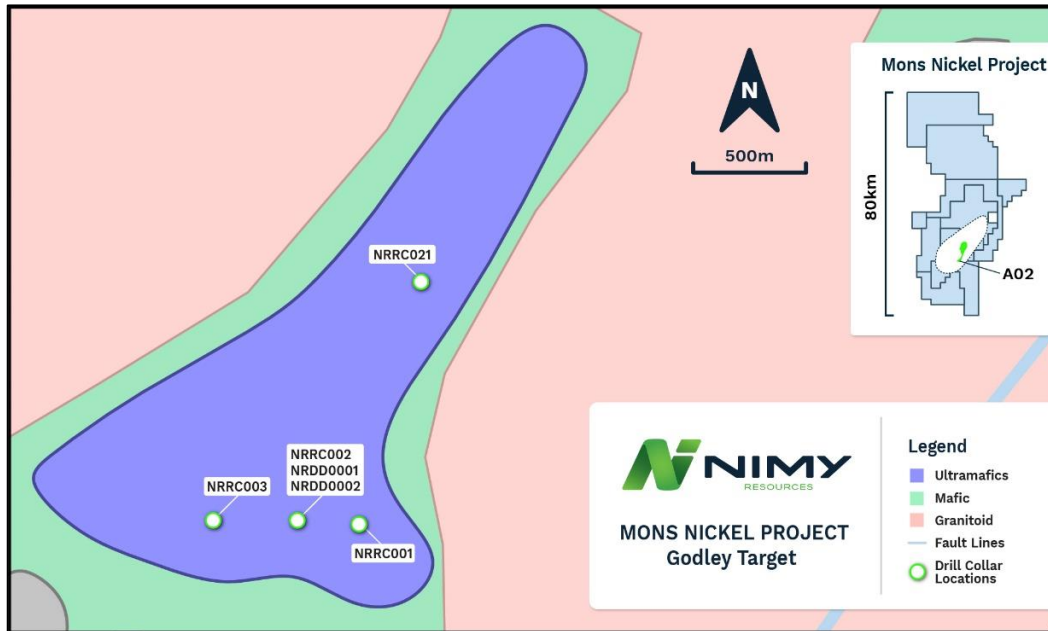 N
500m
Mons Nickel Project
80km
A02
NRRC021
NRRC003
NRRC002
NRDD0001
NRDD0002
NRRC001
NIMY
RESOURCES
MONS NICKEL PROJECT
Godley Target
Legend
Ultramafics
Mafic
Granitoid
Fault Lines
Drill Collar
Locations